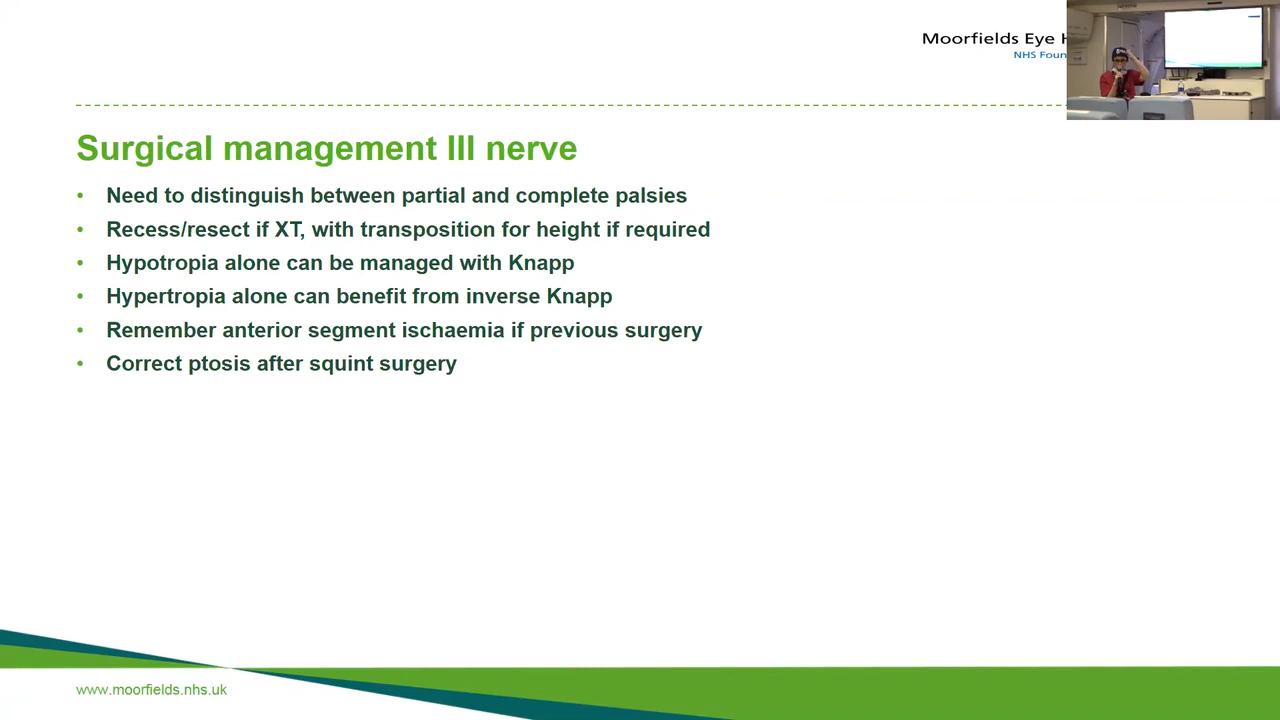 Moorfields Eye
NHS
Surgical management III nerve
• Need to distinguish between partial and complete palsies
• Recess/resect if XT, with transposition for height if required
• Hypotropia alone can be managed with Knapp
• Hypertropia alone can benefit from inverse Knapp
• Remember anterior segment ischaemia if previous surgery
• Correct ptosis after squint surgery
www.moorfields.nhs.uk